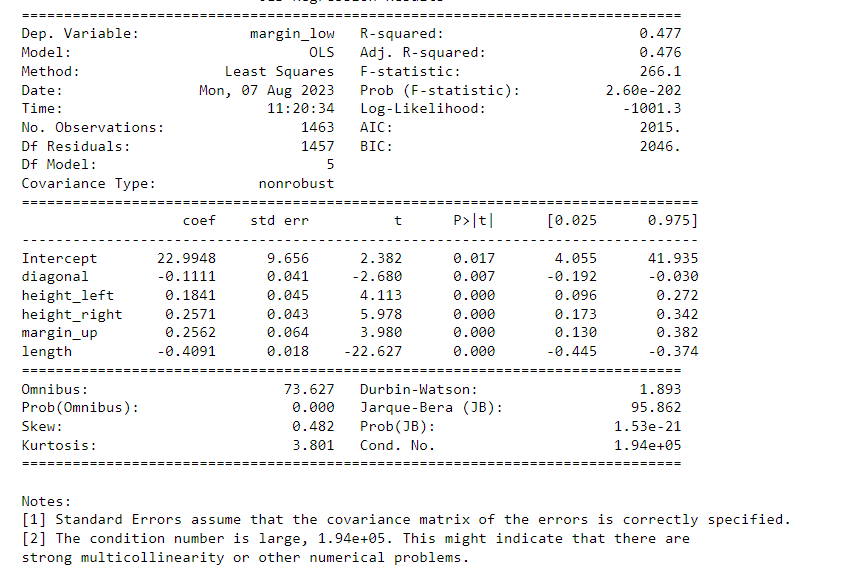 ==============================================================================
Dep. Variable:             margin_low   R-squared:                       0.477
Model:                            OLS   Adj. R-squared:                  0.476
Method:                 Least Squares   F-statistic:                     266.1
Date:                Mon, 07 Aug 2023   Prob (F-statistic):          2.60e-202
Time:                        11:20:34   Log-Likelihood:                -1001.3
No. Observations:                1463   AIC:                             2015.
Df Residuals:                    1457   BIC:                             2046.
Df Model:                           5
Covariance Type:            nonrobust
================================================================================
                   coef    std err          t      P>|t|      [0.025      0.975]
--------------------------------------------------------------------------------
Intercept       22.9948      9.656      2.382      0.017       4.055      41.935
diagonal        -0.1111      0.041     -2.680      0.007      -0.192      -0.030
height_left      0.1841      0.045      4.113      0.000       0.096       0.272
height_right     0.2571      0.043      5.978      0.000       0.173       0.342
margin_up        0.2562      0.064      3.980      0.000       0.130       0.382
length          -0.4091      0.018    -22.627      0.000      -0.445      -0.374
==============================================================================
Omnibus:                       73.627   Durbin-Watson:                   1.893
Prob(Omnibus):                  0.000   Jarque-Bera (JB):               95.862
Skew:                           0.482   Prob(JB):                     1.53e-21
Kurtosis:                       3.801   Cond. No.                     1.94e+05
==============================================================================
Notes:
[1] Standard Errors assume that the covariance matrix of the errors is correctly specified.
[2] The condition number is large, 1.94e+05. This might indicate that there are
strong multicollinearity or other numerical problems.